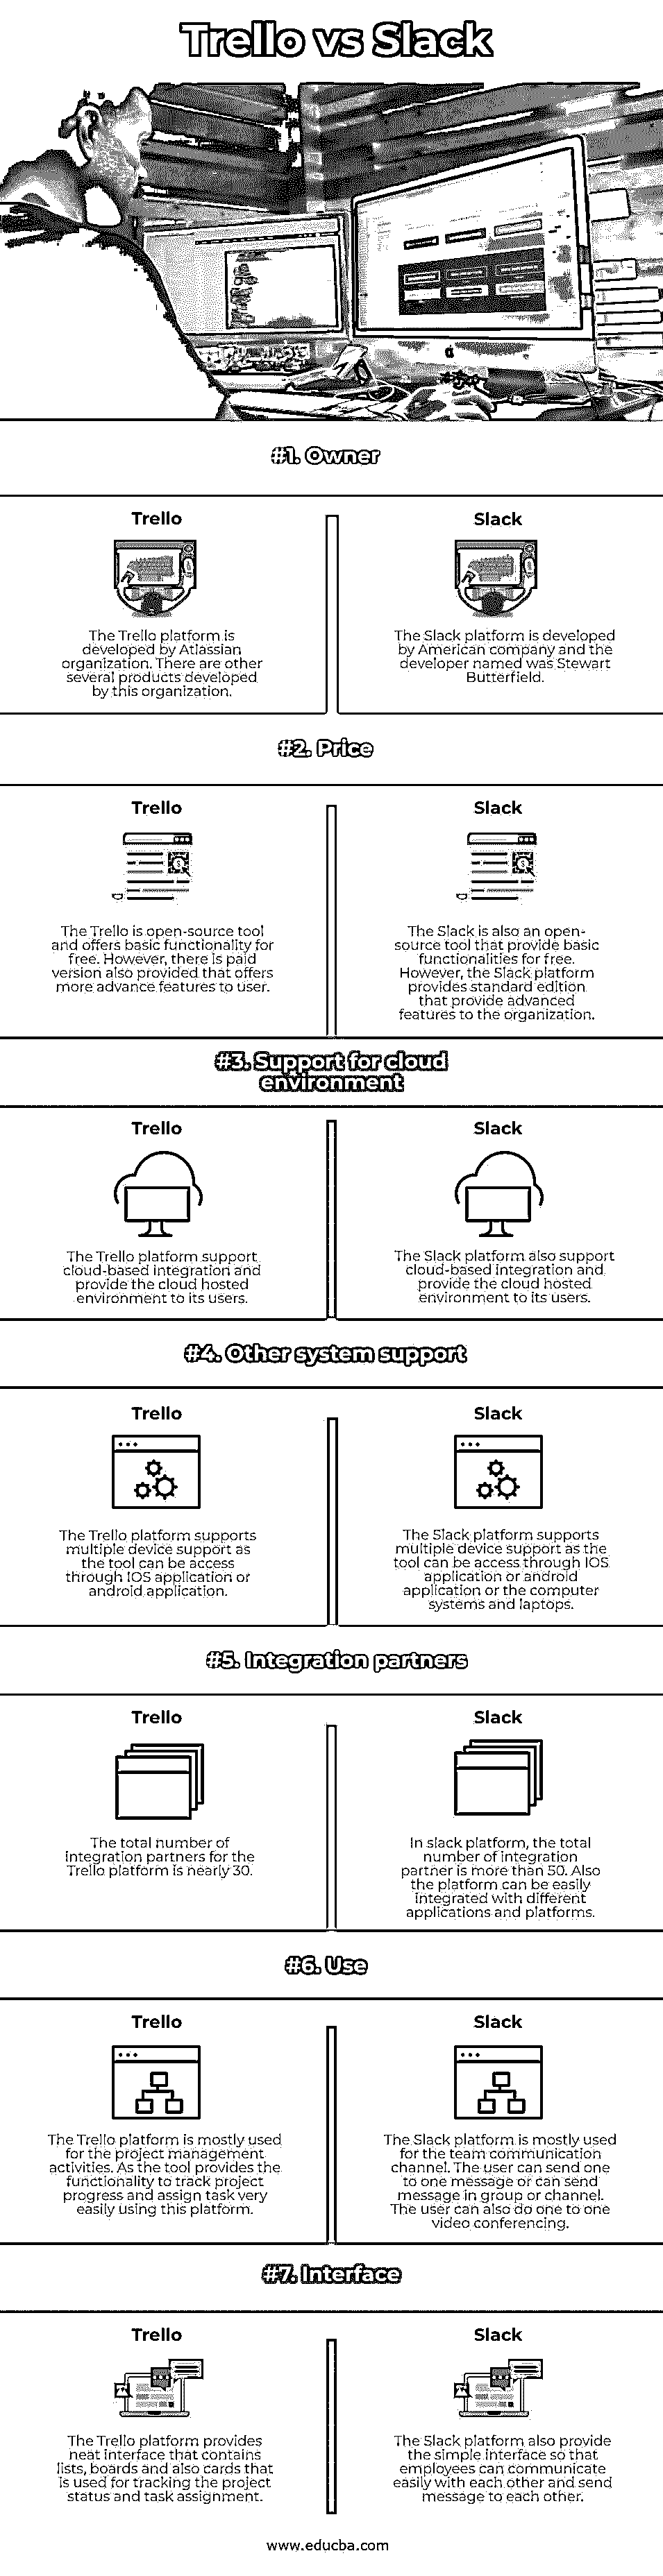 Trello vs Slack
#1. Owner
Trello
The Trello platform is
developed by Atlassian
organization. There are other
several products developed
by this organization.
Slack
The Slack platform is developed
by American company and the
developer named was Stewart
Butterfield.
#2. Price
Trello
The Trello is open-source tool
and offers basic functionality for
free. However, there is paid
version also provided that offers
more advance features to user.
Slack
The Slack is also an open-
source tool that provide basic
functionalities for free.
However, the Slack platform
provides standard edition
that provide advanced
features to the organization.
#3. Support for cloud
environment
Trello
The Trello platform support
cloud-based integration and
provide the cloud hosted
environment to its users.
Slack
The Slack platform also support
cloud-based integration and
provide the cloud hosted
environment to its users.
#4. Other system support
Trello
The Trello platform supports
multiple device support as
the tool can be access
through IOS application or
android application.
Slack
The Slack platform supports
multiple device support as the
tool can be access through IOS
application or android
application or the computer
systems and laptops.
#5. Integration partners
Trello
The total number of
integration partners for the
Trello platform is nearly 30.
Slack
In slack platform, the total
number of integration
partner is more than 50. Also
the platform can be easily
integrated with different
applications and platforms.
#6. Use
Trello
The Trello platform is mostly used
for the project management
activities. As the tool provides the
functionality to track project
progress and assign task very
easily using this platform.
Slack
The Slack platform is mostly used
for the team communication
channel. The user can send one
to one message or can send
message in group or channel.
The user can also do one to one
video conferencing.
#7. Interface
Trello
The Trello platform provides
neat interface that contains
lists, boards and also cards that
is used for tracking the project
status and task assignment.
Slack
The Slack platform also provide
the simple interface so that
employees can communicate
easily with each other and send
message to each other.
www.educba.com